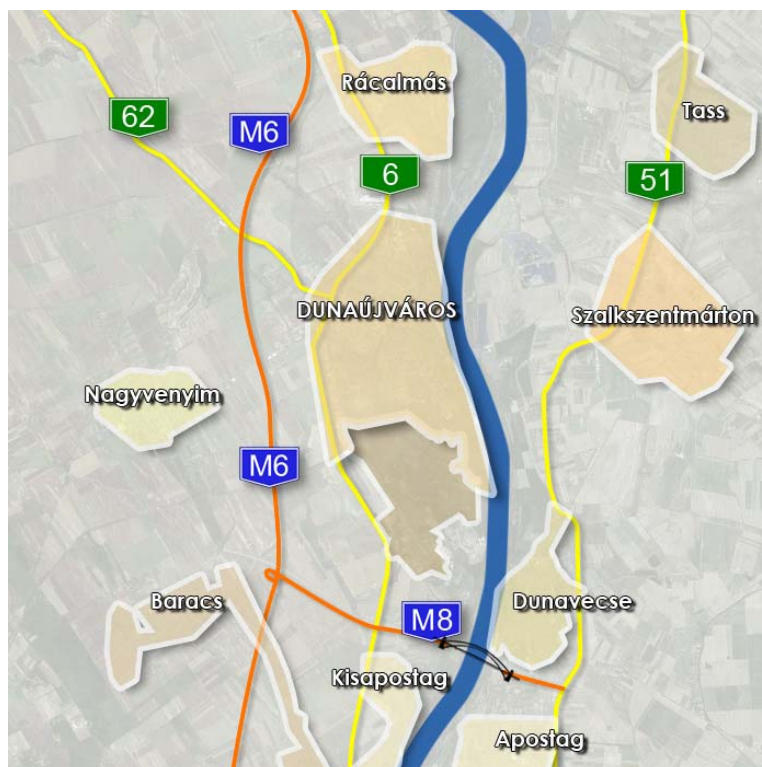 Rácalmás
Tass
62
M6
6
51
DUNAÚJVÁROS
Szalkszentmárton
Nagyvenyim
M6
Baracs
Dunavecse
M8
Kisapostag
Apostag